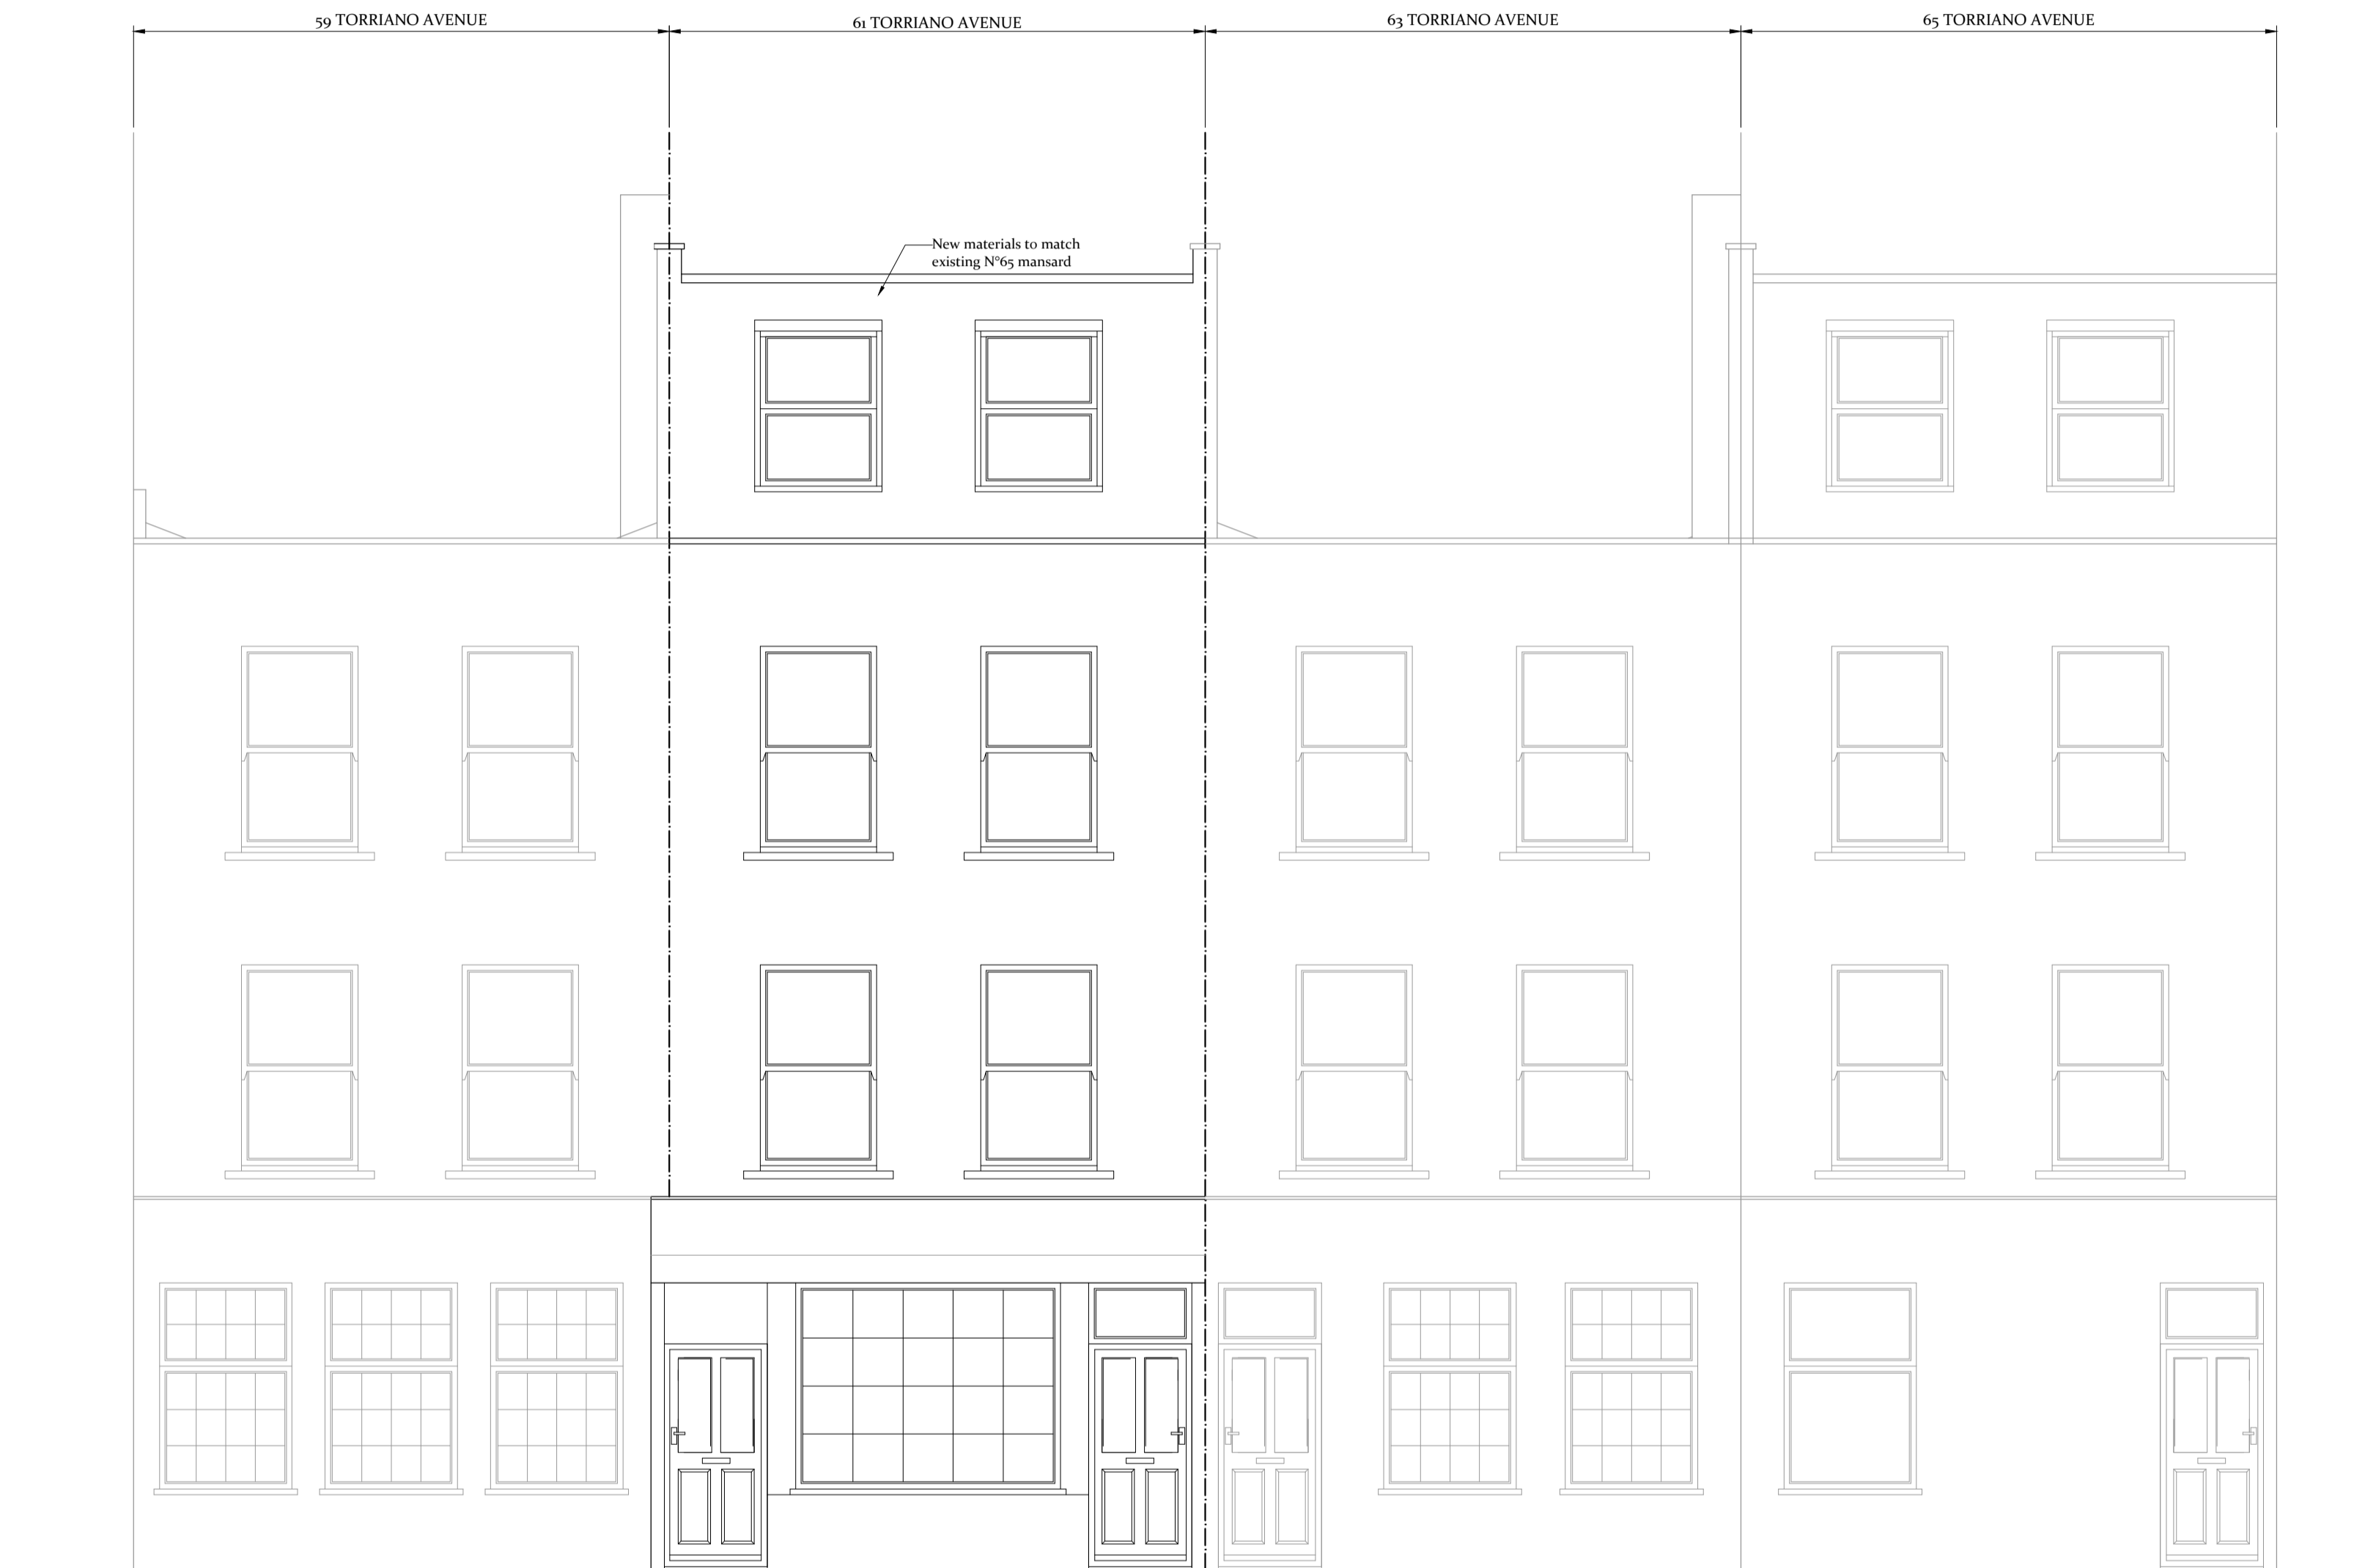 59 TORRIANO AVENUE
61 TORRIANO AVENUE
63 TORRIANO AVENUE
65 TORRIANO AVENUE
New materials to match
existing N°65 mansard